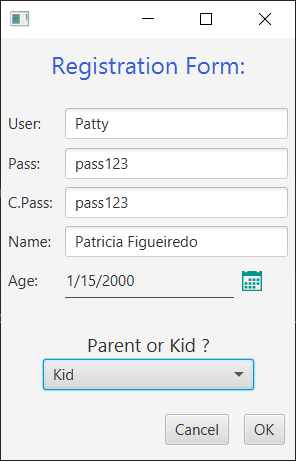 Registration Form:
User: Patty
Pass: pass123
C.Pass: pass123
Name: Patricia Figueiredo
Age: 1/15/2000
Parent or Kid ?
Kid
Cancel OK